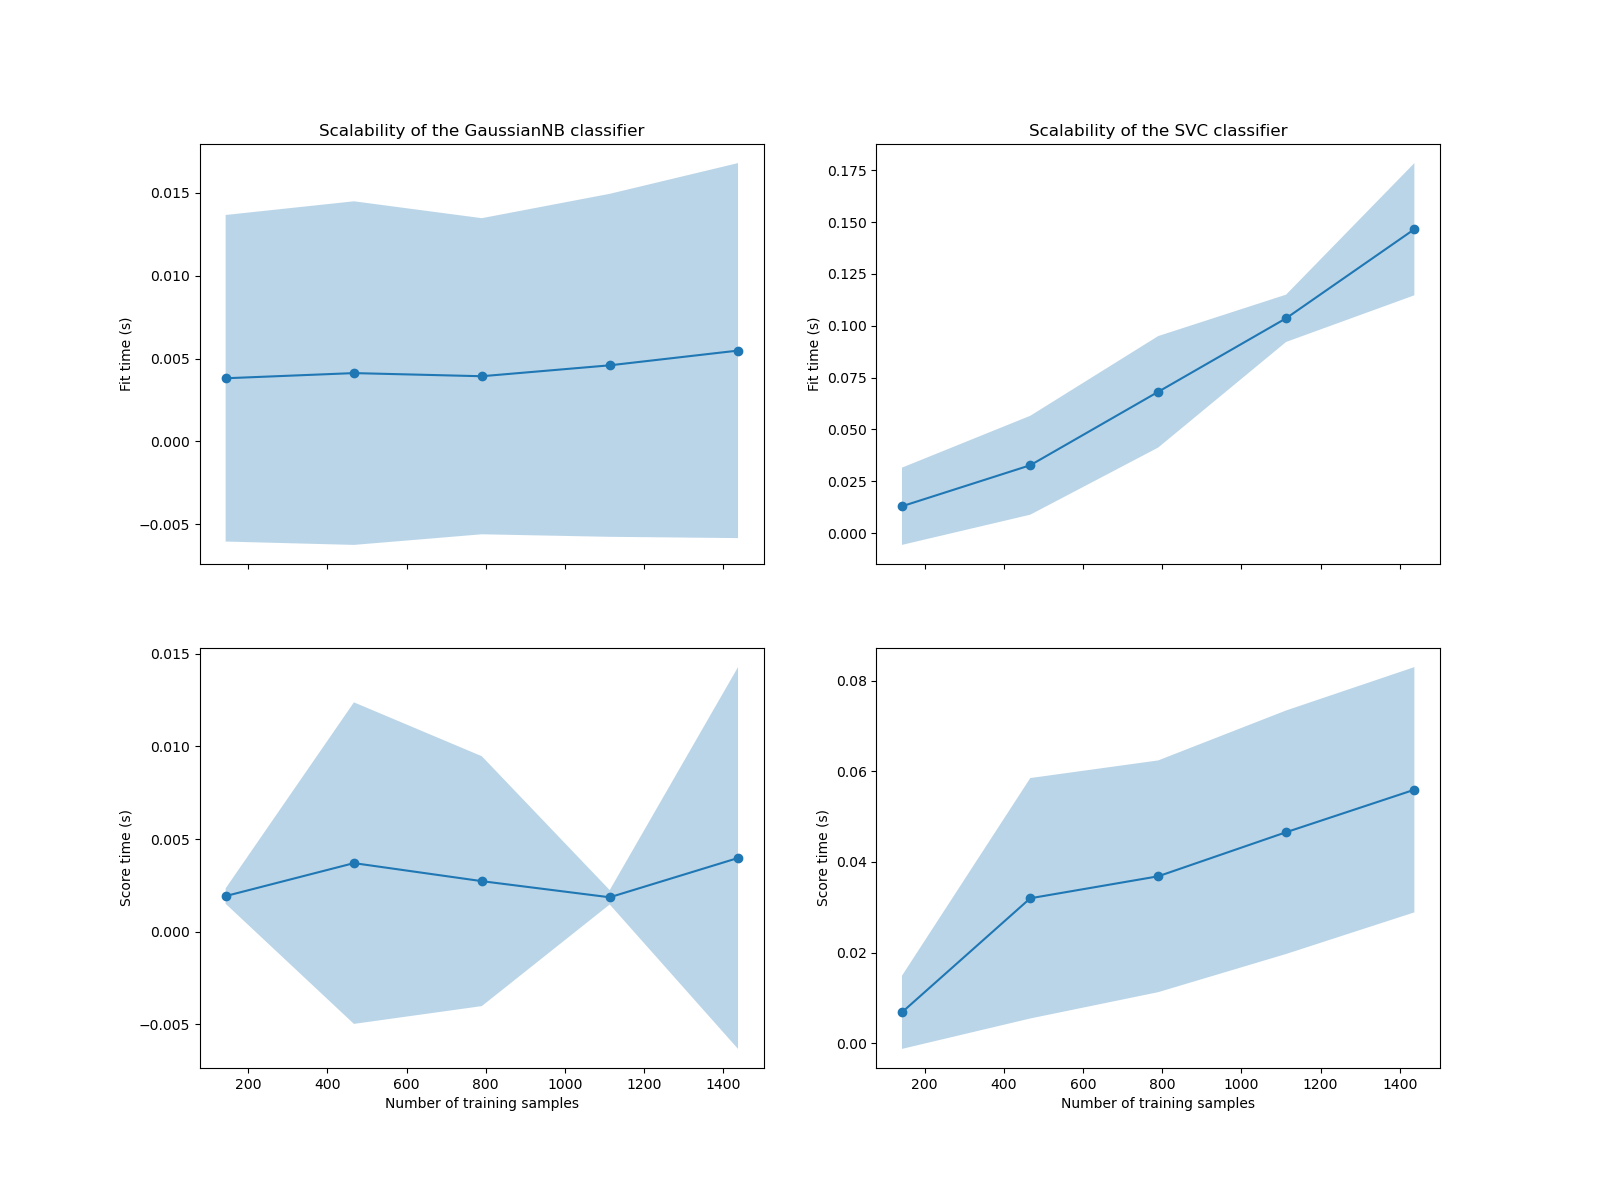 Scalability of the GaussianNB classifier
0.015
0.010
0.005
0.000
−0.005
Fit time (s)
Scalability of the SVC classifier
0.175
0.150
0.125
0.100
0.075
0.050
0.025
0.000
Fit time (s)
0.015
0.010
0.005
0.000
−0.005
Score time (s)
200 400 600 800 1000 1200 1400
Number of training samples
0.08
0.06
0.04
0.02
0.00
Score time (s)
200 400 600 800 1000 1200 1400
Number of training samples